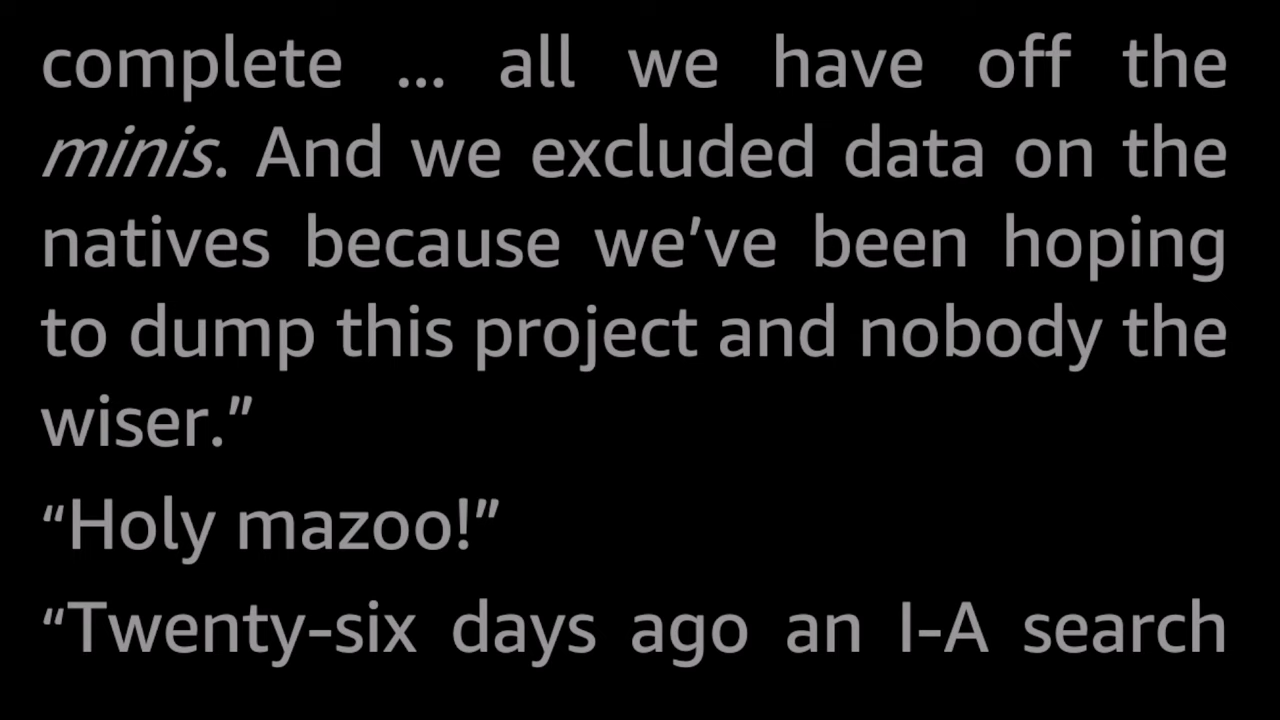 complete ... all we have off the
minis. And we excluded data on the
natives because we’ve been hoping
to dump this project and nobody the
wiser.”
“Holy mazoo!”
“Twenty-six days ago an I-A search